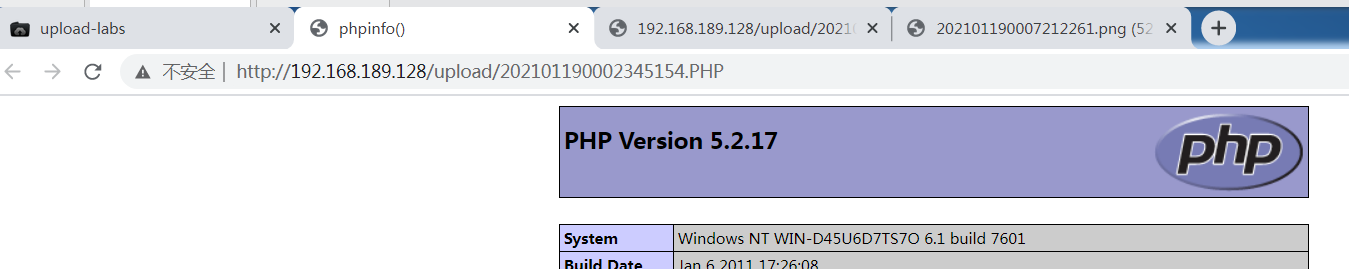 upload-labs
phpinfo()
192.168.189.128/upload/20210
202101190007212261.png (52
不安全 | http://192.168.189.128/upload/202101190002345154.PHP
PHP Version 5.2.17
php
System Windows NT WIN-D45U6D7TS7O 6.1 build 7601
Build Date Jan 6 2011 17:26:08